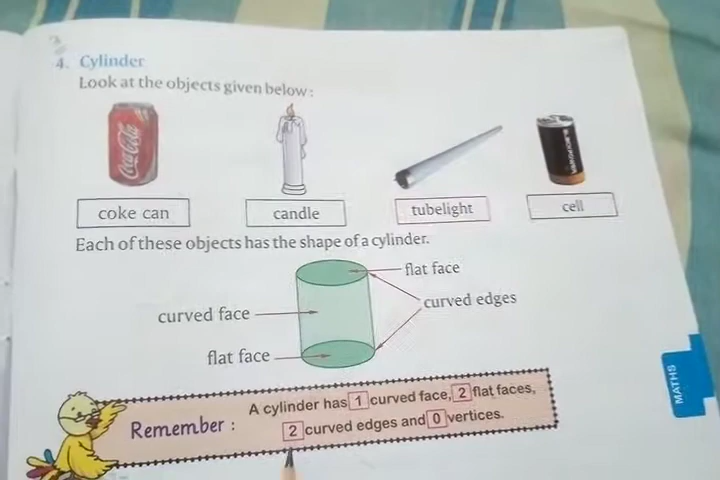 4. Cylinder
Look at the objects given below:
Coca-Cola
coke can
candle
tubelight
cell
Each of these objects has the shape of a cylinder.
flat face
curved edges
curved face
flat face
Remember :
A cylinder has 1 curved face, 2 flat faces,
2 curved edges and 0 vertices.
MATHS